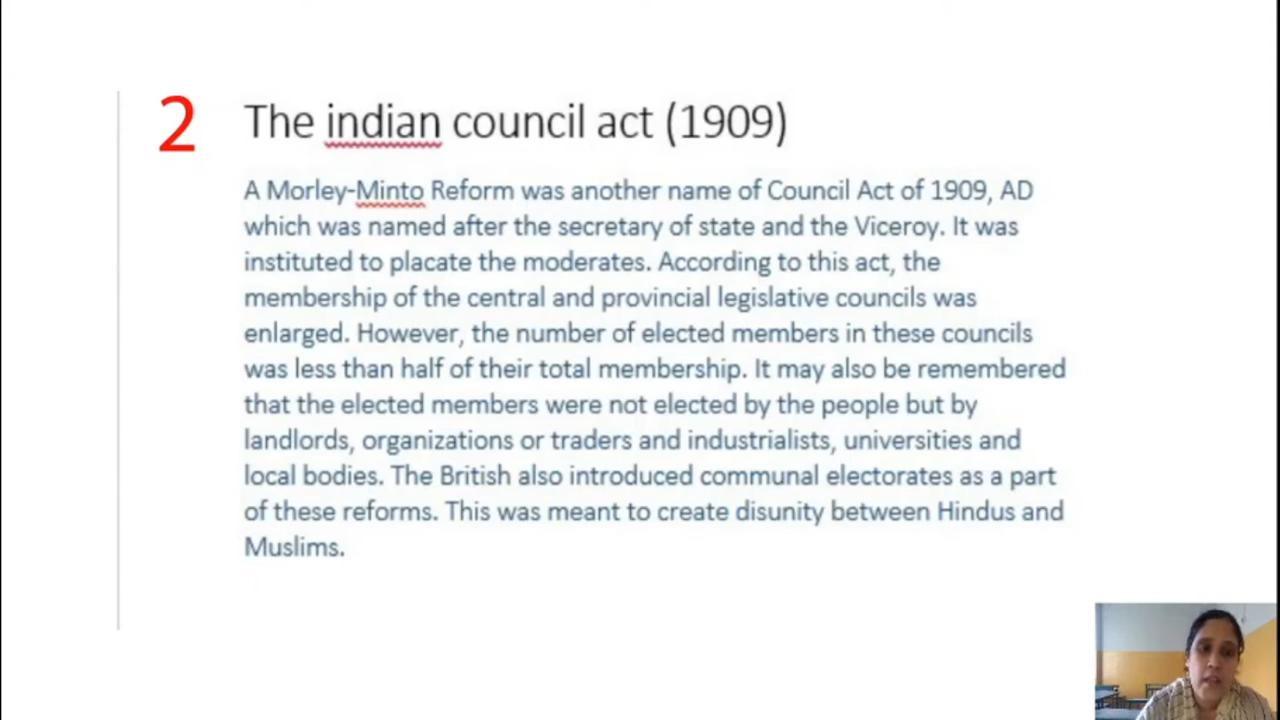 2 The indian council act (1909)
A Morley-Minto Reform was another name of Council Act of 1909, AD
which was named after the secretary of state and the Viceroy. It was
instituted to placate the moderates. According to this act, the
membership of the central and provincial legislative councils was
enlarged. However, the number of elected members in these councils
was less than half of their total membership. It may also be remembered
that the elected members were not elected by the people but by
landlords, organizations or traders and industrialists, universities and
local bodies. The British also introduced communal electorates as a part
of these reforms. This was meant to create disunity between Hindus and
Muslims.